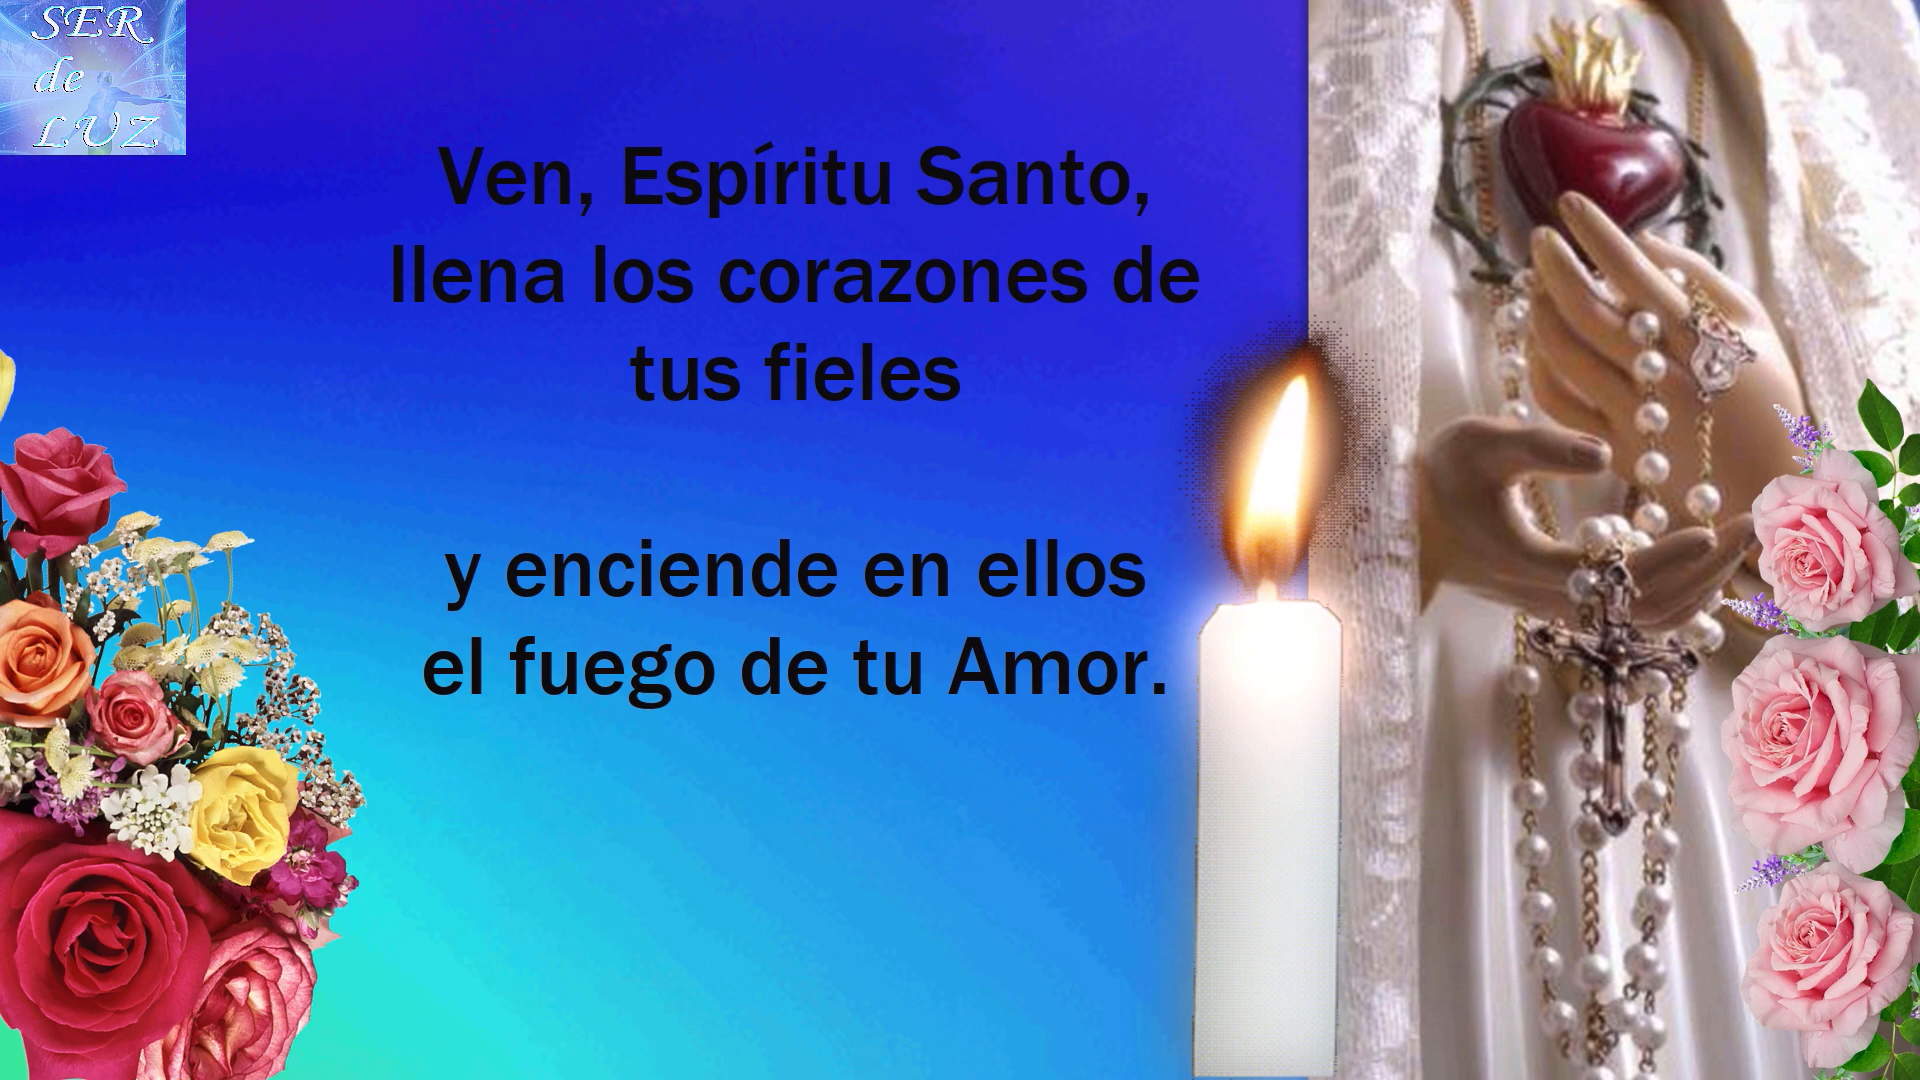 SER
de
LUZ
Ven, Espíritu Santo,
llena los corazones de
tus fieles
y enciende en ellos
el fuego de tu Amor.